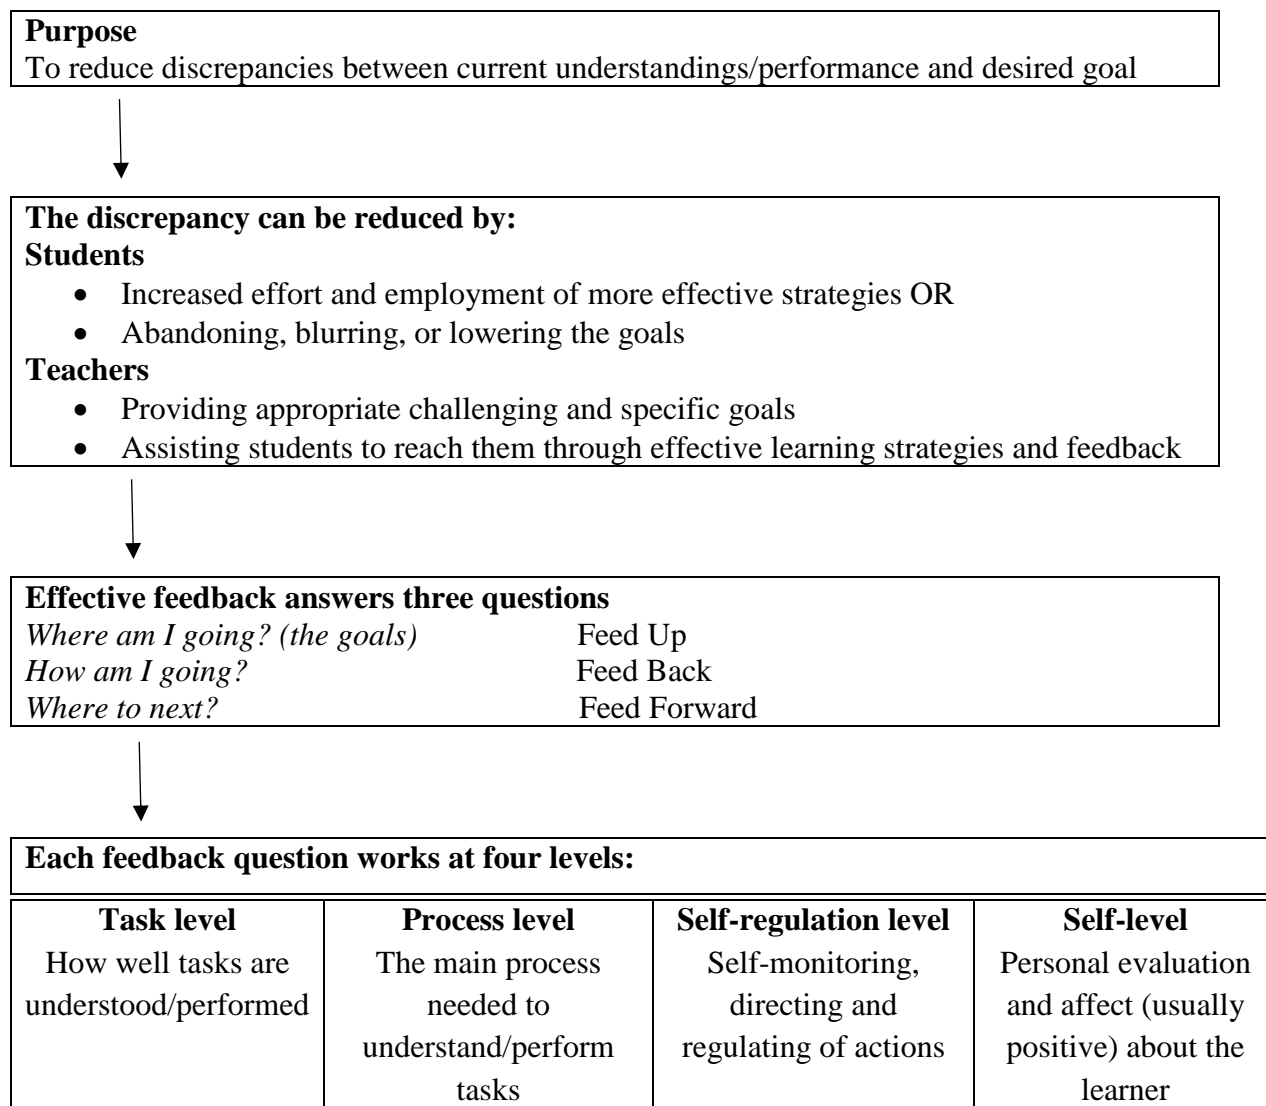 Purpose
To reduce discrepancies between current understandings/performance and desired goal
The discrepancy can be reduced by:
Students
• Increased effort and employment of more effective strategies OR
• Abandoning, blurring, or lowering the goals
Teachers
• Providing appropriate challenging and specific goals
• Assisting students to reach them through effective learning strategies and feedback
Effective feedback answers three questions
Where am I going? (the goals) Feed Up
How am I going? Feed Back
Where to next? Feed Forward
Each feedback question works at four levels:
Task level
How well tasks are
understood/performed
Process level
The main process
needed to
understand/perform
tasks
Self-regulation level
Self-monitoring,
directing and
regulating of actions
Self-level
Personal evaluation
and affect (usually
positive) about the
learner